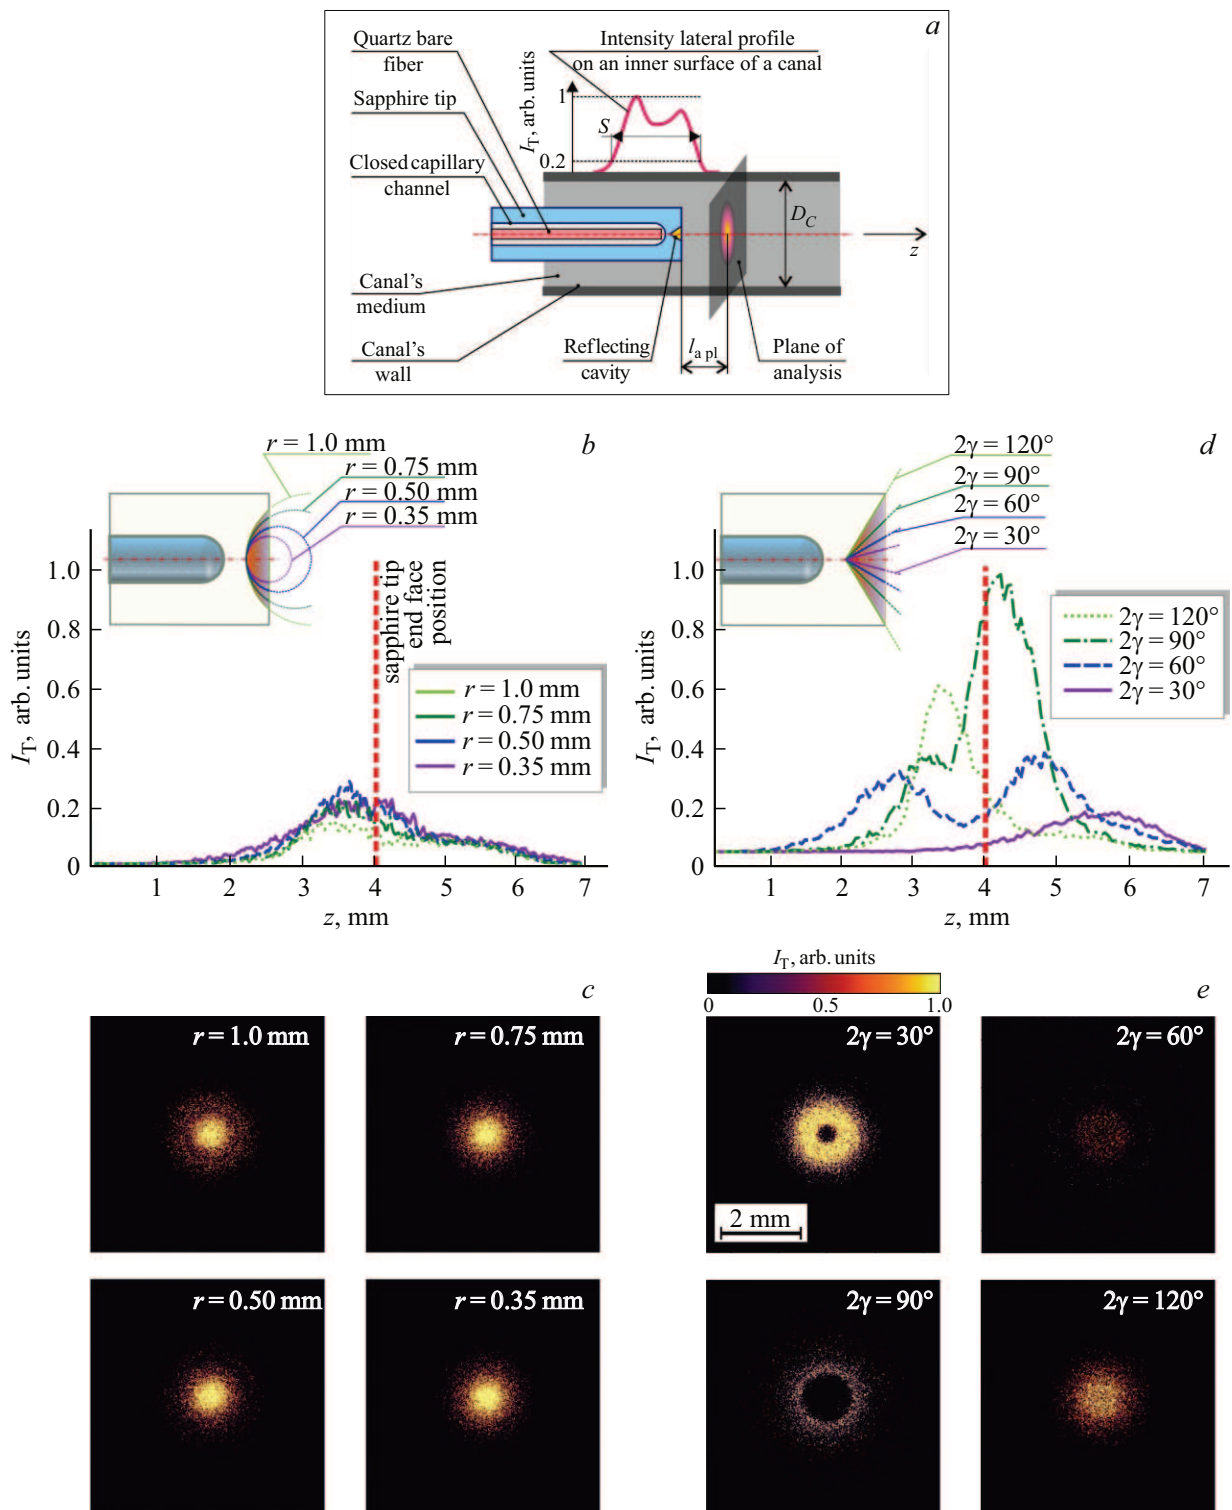 a
Quartz bare
fiber
Sapphire tip
Closed capillary
channel
Canal's
medium
Canal's
wall
Intensity lateral profile
on an inner surface of a canal
I_T, arb. units
1
0.2
S
D_C
z
Reflecting
cavity
l_a pl
Plane of
analysis
b
r = 1.0 mm
r = 0.75 mm
r = 0.50 mm
r = 0.35 mm
sapphire tip
end face
position
r = 1.0 mm
r = 0.75 mm
r = 0.50 mm
r = 0.35 mm
I_T, arb. units
1.0
0.8
0.6
0.4
0.2
0
1 2 3 4 5 6 7
z, mm
d
2γ = 120°
2γ = 90°
2γ = 60°
2γ = 30°
2γ = 120°
2γ = 90°
2γ = 60°
2γ = 30°
I_T, arb. units
1.0
0.8
0.6
0.4
0.2
0
1 2 3 4 5 6 7
z, mm
c
r = 1.0 mm
r = 0.75 mm
r = 0.50 mm
r = 0.35 mm
I_T, arb. units
0 0.5 1.0
e
2γ = 30°
2 mm
2γ = 60°
2γ = 90°
2γ = 120°